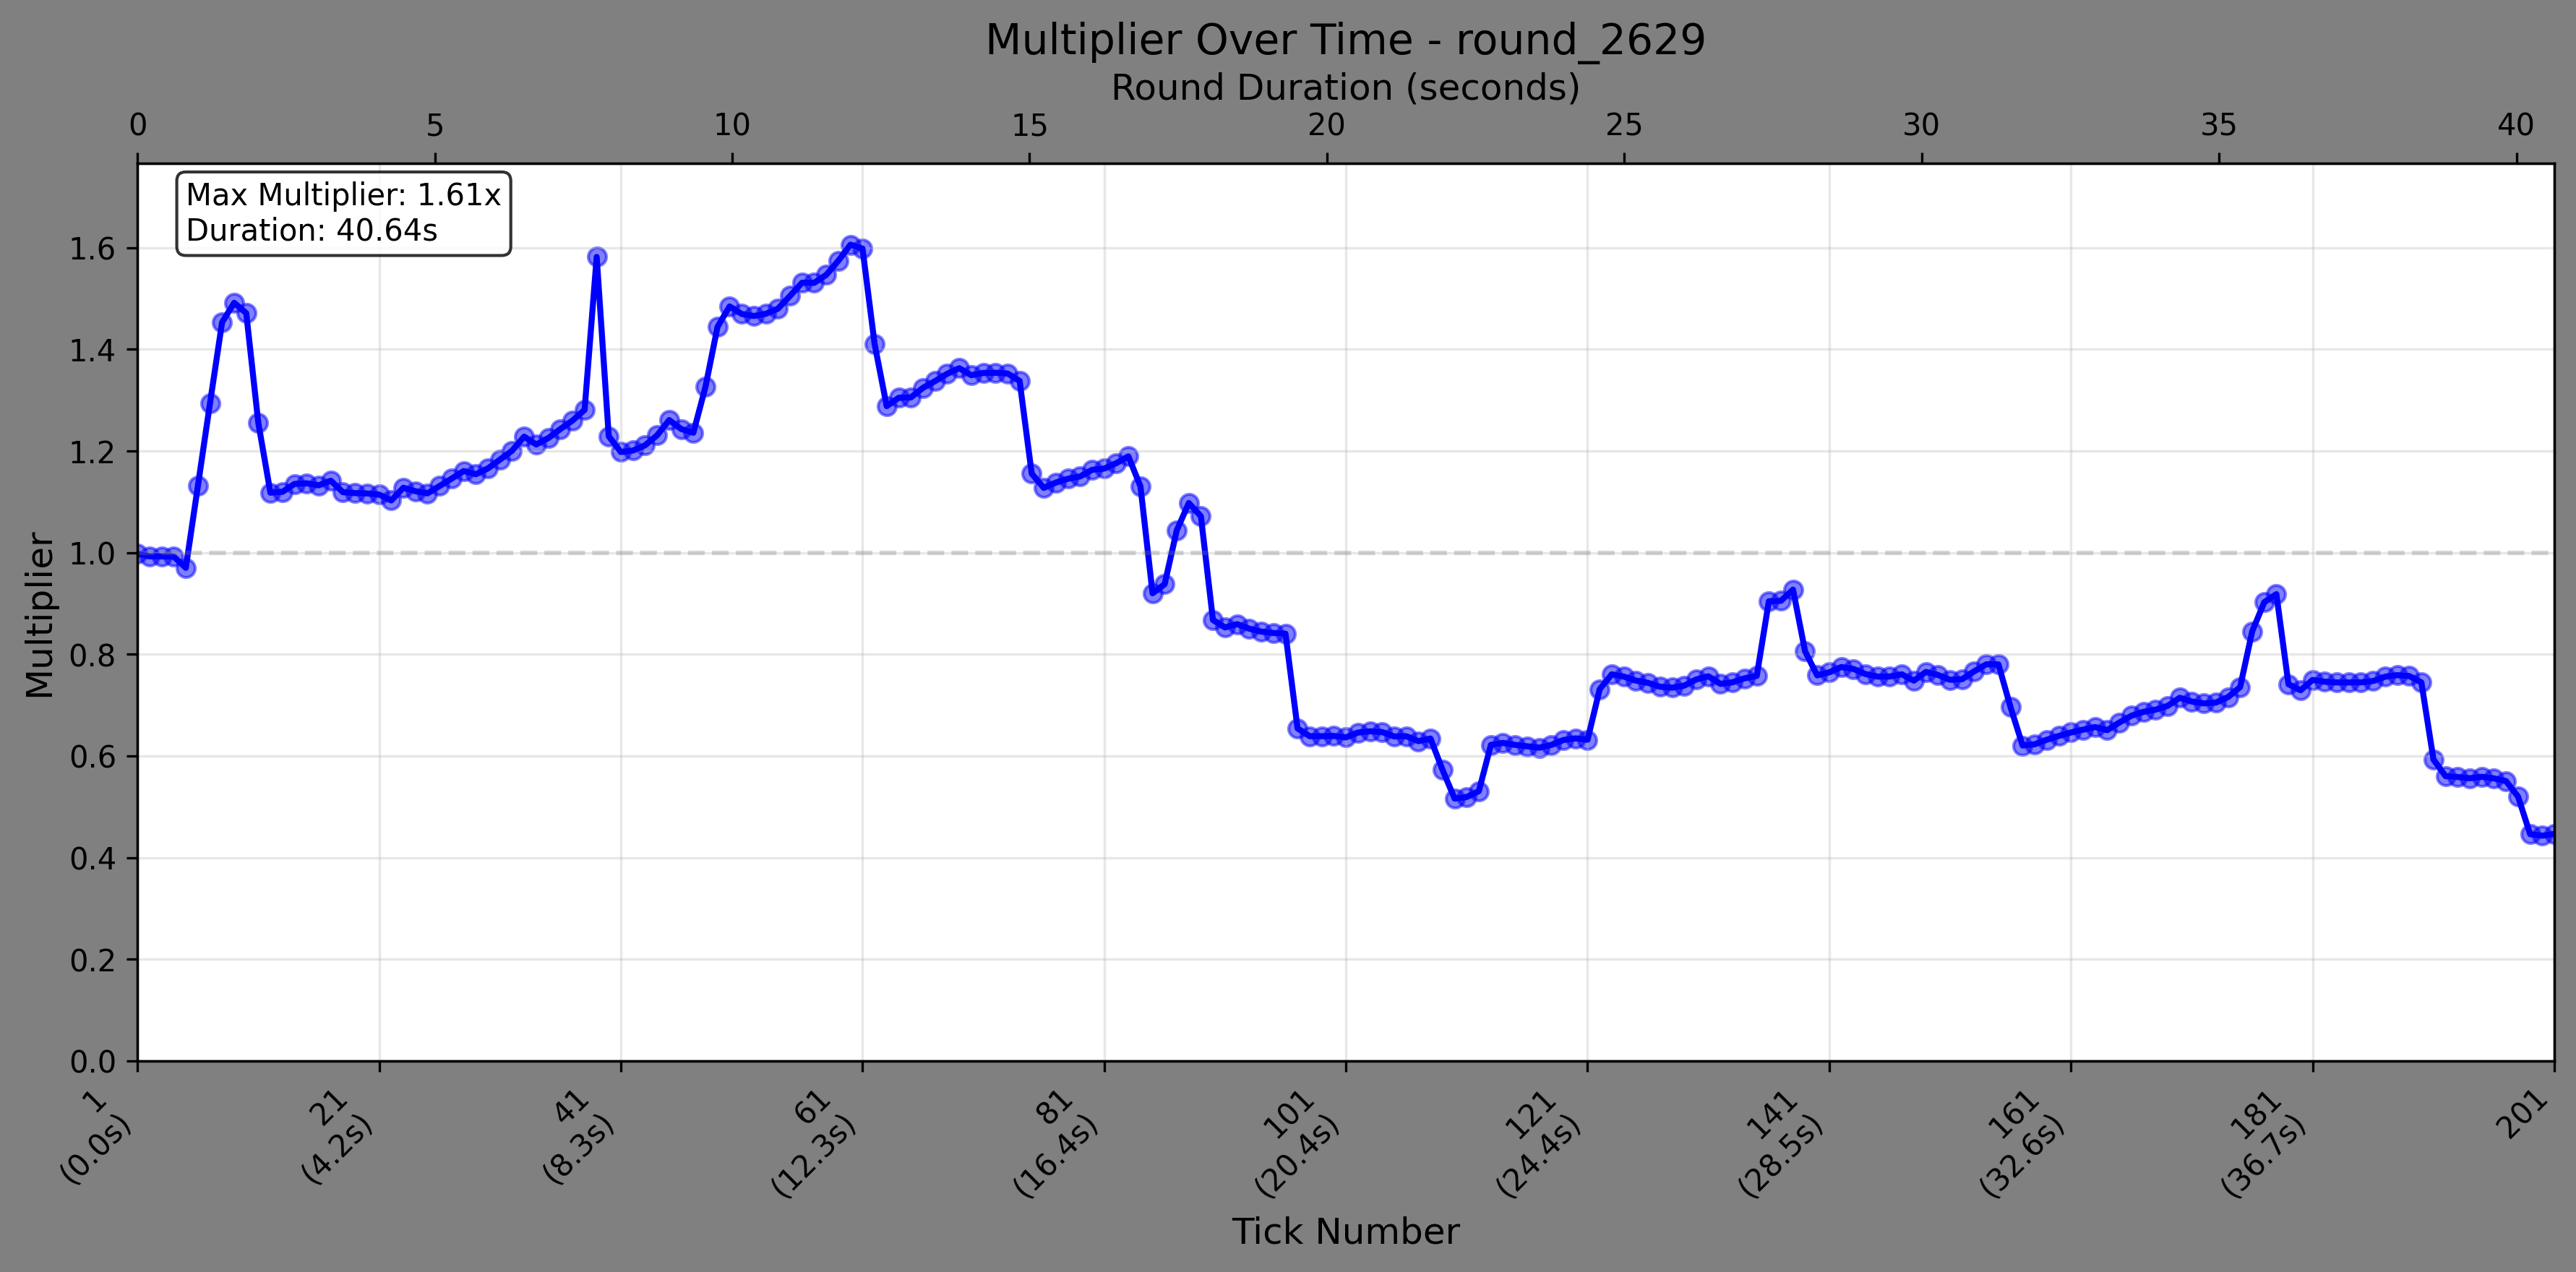 Multiplier Over Time - round_2629
Round Duration (seconds)
0 5 10 15 20 25 30 35 40
Max Multiplier: 1.61x
Duration: 40.64s
Multiplier
1.6
1.4
1.2
1.0
0.8
0.6
0.4
0.2
0.0
1 21 41 61 81 101 121 141 161 181 201
(0.0s) (4.2s) (8.3s) (12.3s) (16.4s) (20.4s) (24.4s) (28.5s) (32.6s) (36.7s)
Tick Number